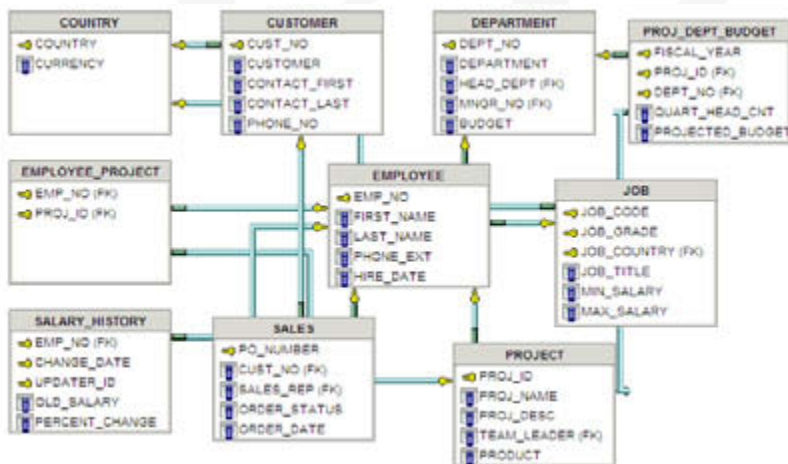 COUNTRY
COUNTRY
CURRENCY
CUSTOMER
CUST_NO
CUSTOMER
CONTACT_FIRST
CONTACT_LAST
PHONE_NO
DEPARTMENT
DEPT_NO
DEPARTMENT
HEAD_DEPT (FK)
MNGR_NO (FK)
BUDGET
PROJ_DEPT_BUDGET
FISCAL_YEAR
PROJ_ID (FK)
DEPT_NO (FK)
QUART_HEAD_CNT
PROJECTED_BUDGET
EMPLOYEE_PROJECT
EMP_NO (FK)
PROJ_ID (FK)
EMPLOYEE
EMP_NO
FIRST_NAME
LAST_NAME
PHONE_EXT
HIRE_DATE
JOB
JOB_CODE
JOB_GRADE
JOB_COUNTRY (FK)
JOB_TITLE
MIN_SALARY
MAX_SALARY
SALARY_HISTORY
EMP_NO (FK)
CHANGE_DATE
UPDATER_ID
OLD_SALARY
PERCENT_CHANGE
SALES
PO_NUMBER
CUST_NO (FK)
SALES_REP (FK)
ORDER_STATUS
ORDER_DATE
PROJECT
PROJ_ID
PROJ_NAME
PROJ_DESC
TEAM_LEADER (FK)
PRODUCT